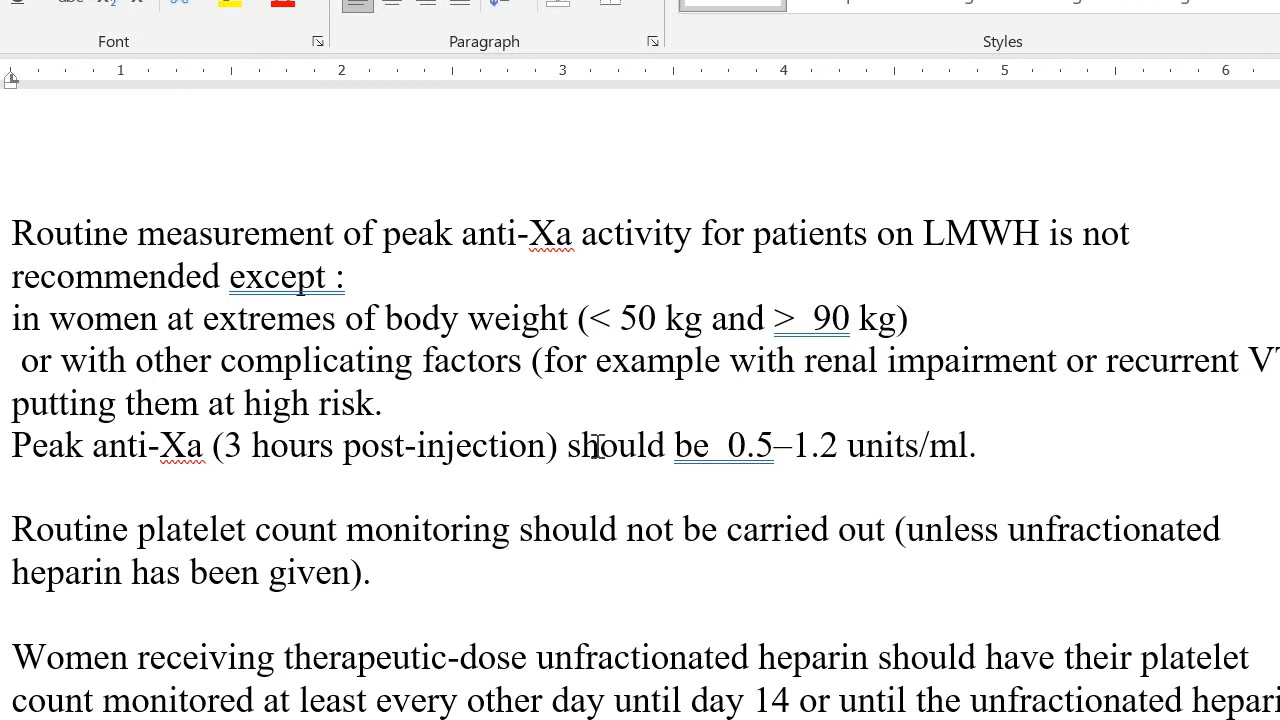 Font
Paragraph
Styles
1 2 3 4 5 6
Routine measurement of peak anti-Xa activity for patients on LMWH is not
recommended except :
in women at extremes of body weight (< 50 kg and >  90 kg)
or with other complicating factors (for example with renal impairment or recurrent
putting them at high risk.
Peak anti-Xa (3 hours post-injection) should be  0.5–1.2 units/ml.
Routine platelet count monitoring should not be carried out (unless unfractionated
heparin has been given).
Women receiving therapeutic-dose unfractionated heparin should have their platelet
count monitored at least every other day until day 14 or until the unfractionated